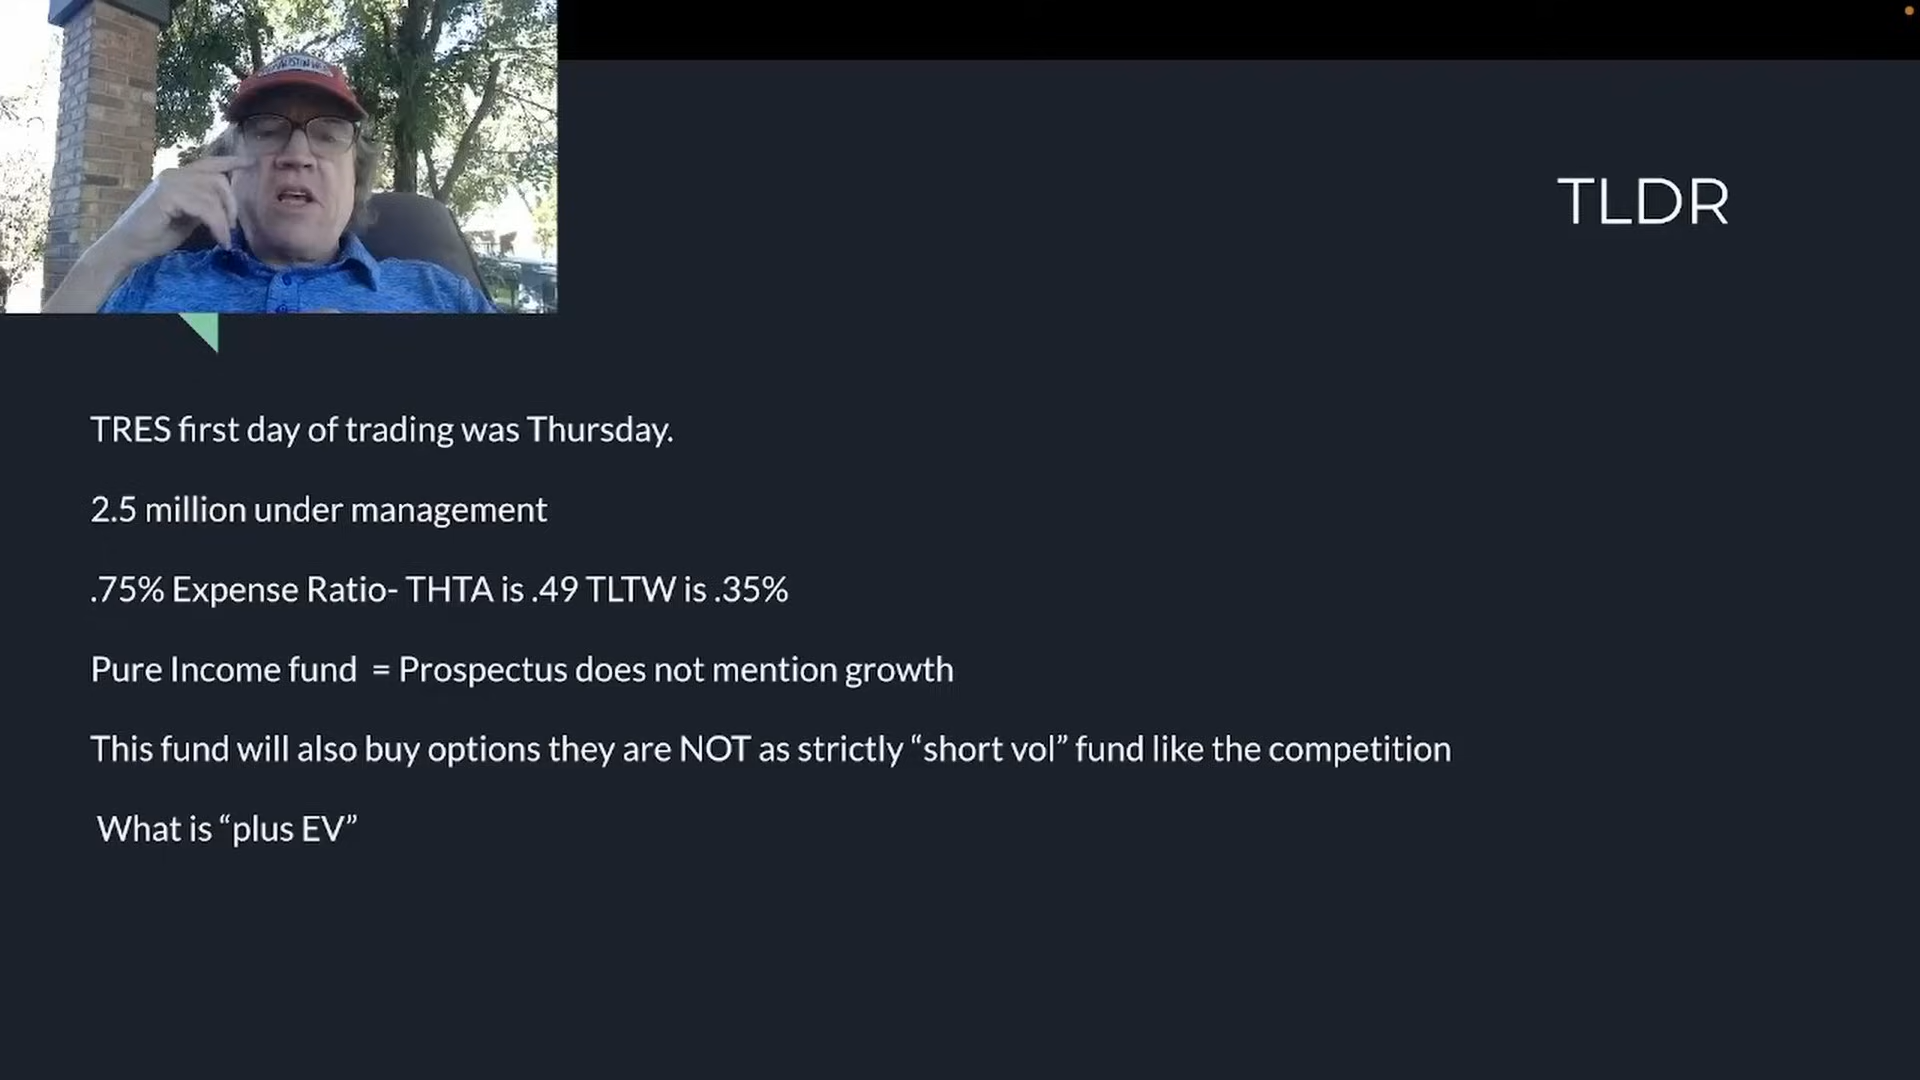 TLDR
TRES first day of trading was Thursday.
2.5 million under management
.75% Expense Ratio- THTA is .49 TLTW is .35%
Pure Income fund = Prospectus does not mention growth
This fund will also buy options they are NOT as strictly “short vol” fund like the competition
What is “plus EV”